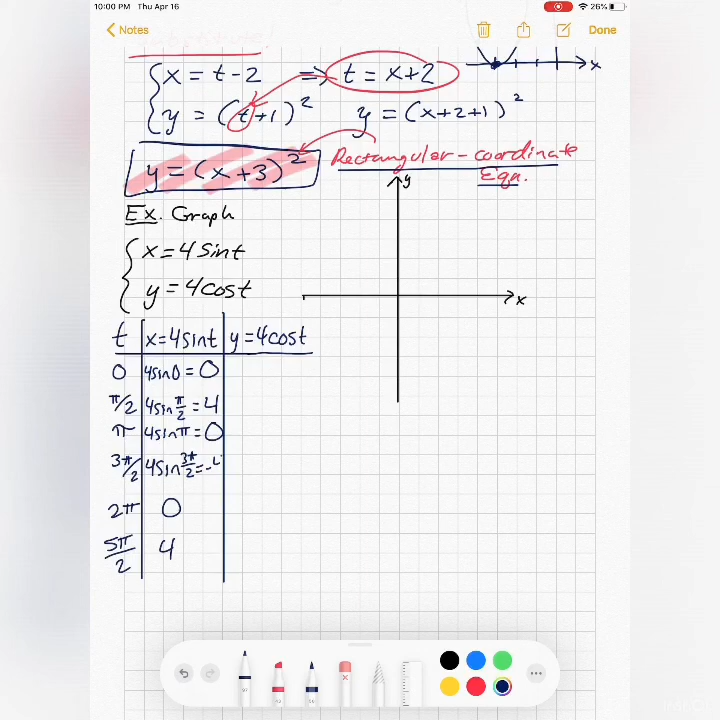 10:00 PM Thu Apr 16
26%
Notes
Done
x
{ x = t-2 ⇒ t = x+2
y = (t+1)² y = (x+2+1)²
y = (x+3)² Rectangular-coordinate
Eqn.
y
Ex. Graph
{ x = 4 sint
y = 4 cost
x
t x=4sint y=4cost
0 4sin0 = 0
π/2 4sin π/2 = 4
π 4sinπ = 0
3π/2 4sin 3π/2 = -4
2π 0
5π/2 4